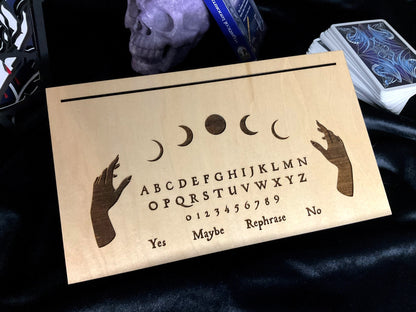 ABCDEFGHIJKLMN
OPQRSTUVWXYZ
0123456789
Yes Maybe Rephrase No